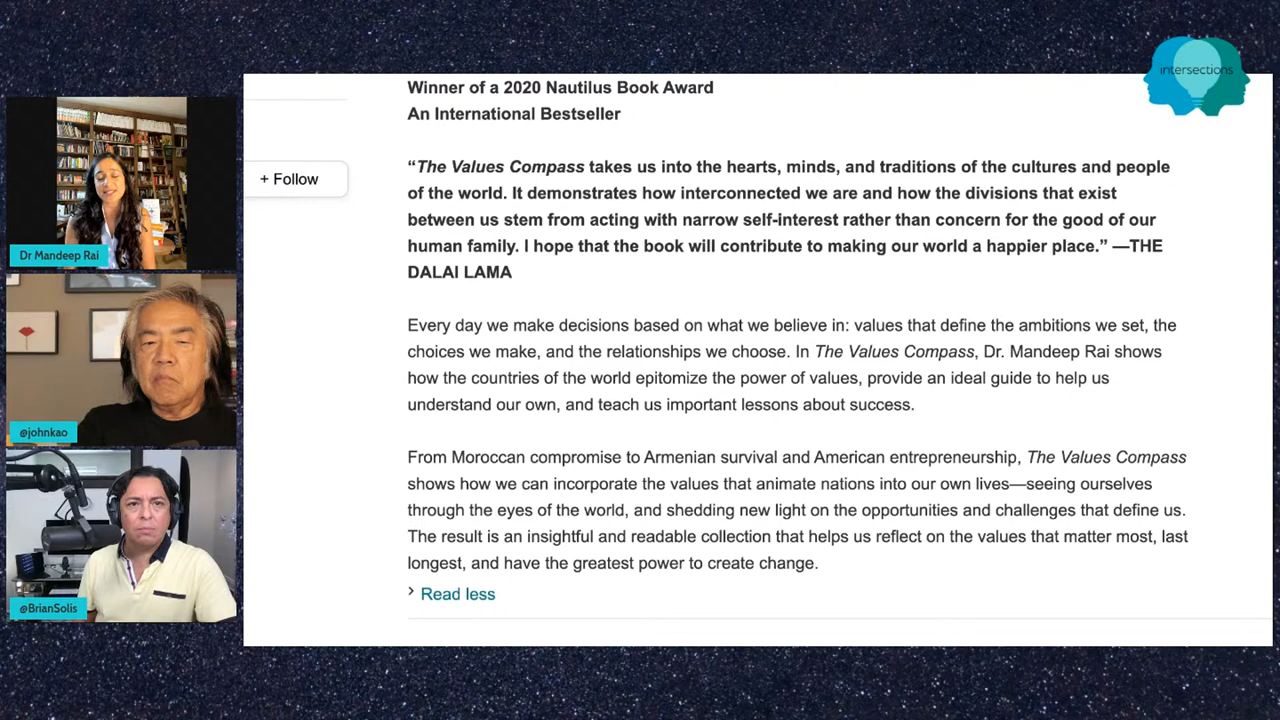 intersections
Dr Mandeep Rai
@johnkao
@BrianSolis
+ Follow
Winner of a 2020 Nautilus Book Award
An International Bestseller
“The Values Compass takes us into the hearts, minds, and traditions of the cultures and people
of the world. It demonstrates how interconnected we are and how the divisions that exist
between us stem from acting with narrow self-interest rather than concern for the good of our
human family. I hope that the book will contribute to making our world a happier place.” —THE
DALAI LAMA
Every day we make decisions based on what we believe in: values that define the ambitions we set, the
choices we make, and the relationships we choose. In The Values Compass, Dr. Mandeep Rai shows
how the countries of the world epitomize the power of values, provide an ideal guide to help us
understand our own, and teach us important lessons about success.
From Moroccan compromise to Armenian survival and American entrepreneurship, The Values Compass
shows how we can incorporate the values that animate nations into our own lives—seeing ourselves
through the eyes of the world, and shedding new light on the opportunities and challenges that define us.
The result is an insightful and readable collection that helps us reflect on the values that matter most, last
longest, and have the greatest power to create change.
Read less